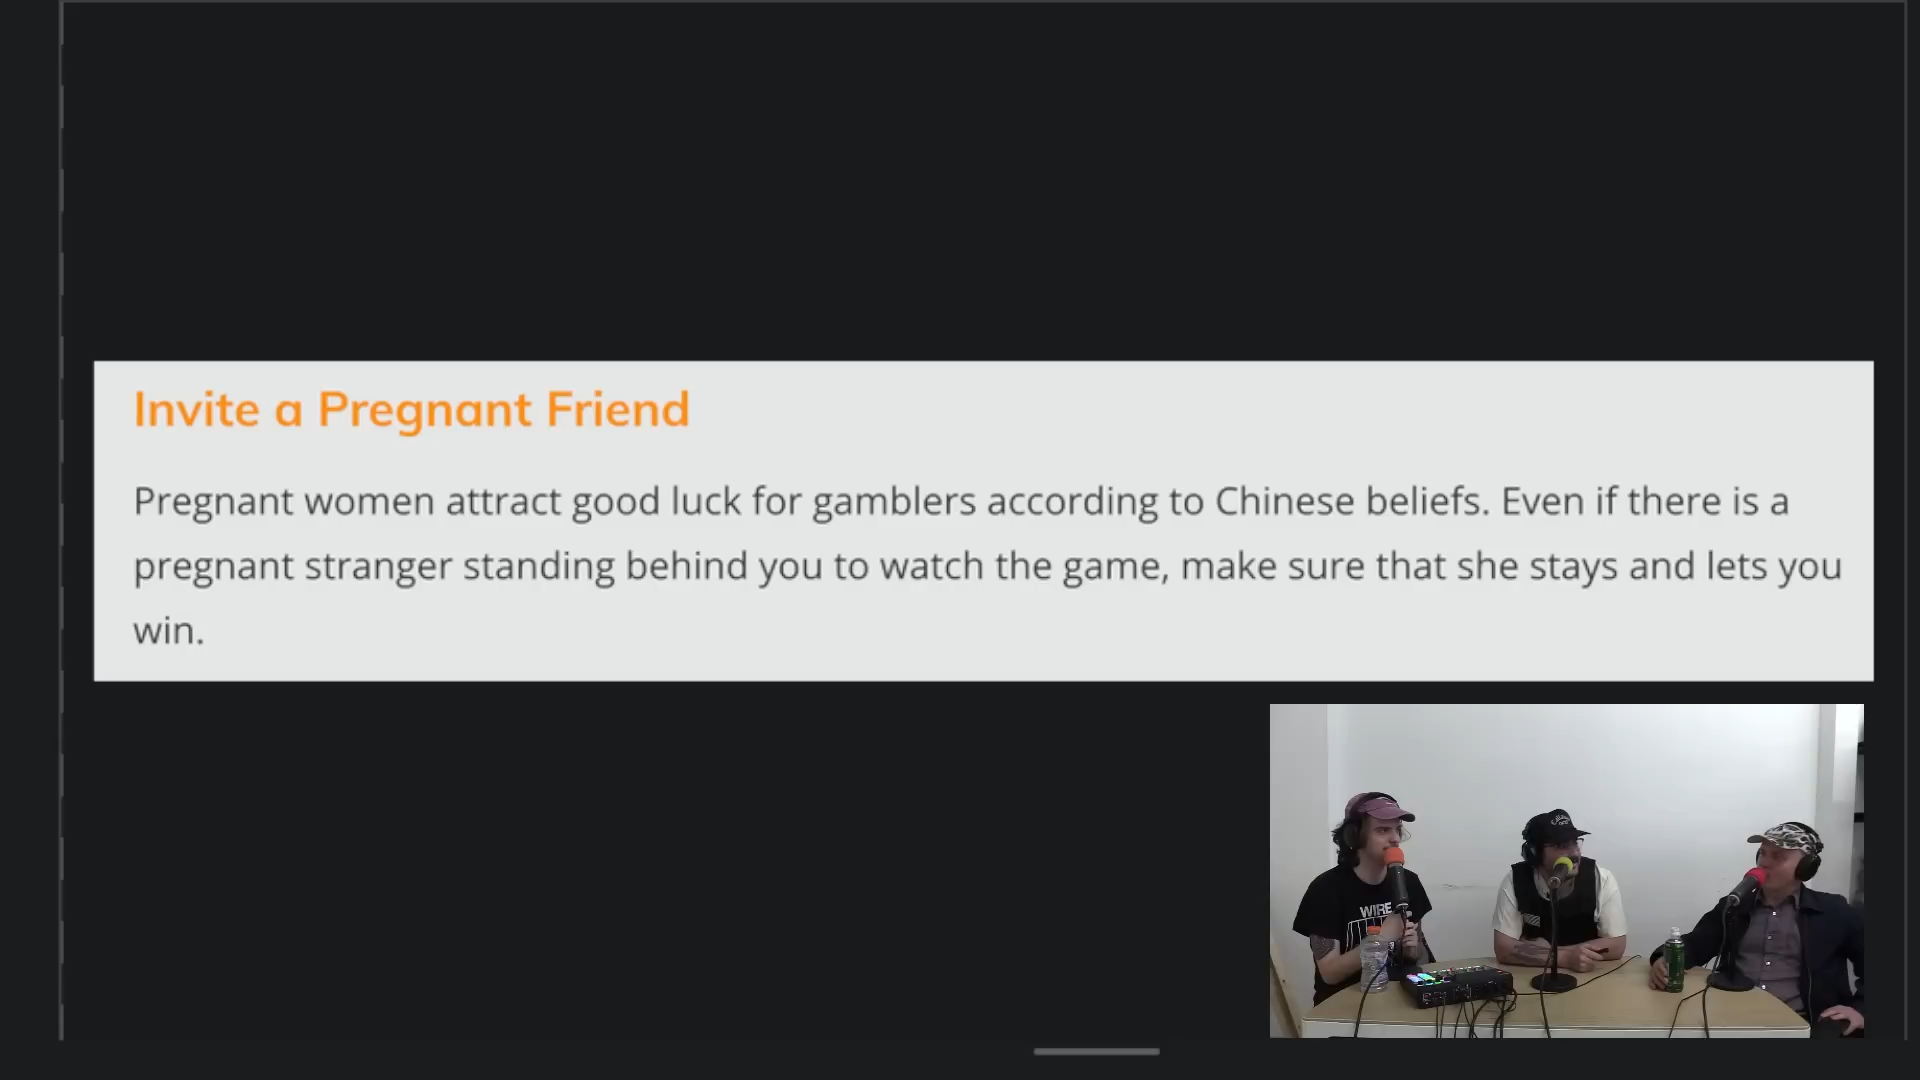 Invite a Pregnant Friend
Pregnant women attract good luck for gamblers according to Chinese beliefs. Even if there is a
pregnant stranger standing behind you to watch the game, make sure that she stays and lets you
win.
WIRE